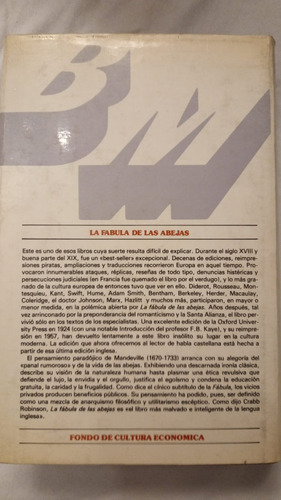 BM
LA FABULA DE LAS ABEJAS
Este es uno de esos libros cuya suerte resulta difícil de explicar. Durante el siglo XVIII y
buena parte del XIX, fue un «best-seller» excepcional. Decenas de ediciones, reimpre-
siones piratas, ampliaciones y traducciones recorrieron Europa en aquel tiempo. Pro-
vocaron innumerables ataques, réplicas, reseñas de todo tipo, denuncias histéricas y
persecuciones judiciales (en Francia fue quemado el libro por el verdugo), y lo más gra-
nado de la cultura europea de entonces tuvo que ver en ello. Diderot, Rousseau, Mon-
tesquieu, Kant, Swift, Hume, Adam Smith, Bentham, Berkeley, Herder, Macaulay,
Coleridge, el doctor Johnson, Marx, Hazlitt y muchos más, participaron, en mayor o
menor medida, en la polémica abierta por La fábula de las abejas. Años después, fal
vez arrinconado por la preponderancia del romanticismo y la Santa Alianza, el libro per-
vivió sólo en los textos de los especialistas. Una excelente edición de la Oxford Univer-
sity Press en 1924 (con una notable Introducción del profesor F.B. Kaye), y su reimpre-
sión en 1957, han devuelto lentamente a este libro insólito su lugar en la cultura
moderna. La edición que ahora ofrecemos al lector de habla castellana está hecha a
partir de esa última edición inglesa.
El pensamiento paradójico de Mandeville (1670-1733) arranca con su alegoría del
«panal rumoroso» y de la vida de las abejas. Exhibiendo una descarnada ironía clásica,
describe su visión de la naturaleza humana hasta plasmar una ética revulsiva que
defiende el lujo, la envidia y el orgullo, justifica el egoísmo y condena la educación
gratuita, la caridad y la frugalidad. Como dice el cínico subtítulo de la Fábula, los vicios
privados producen beneficios públicos. Su pensamiento ha podido, pues, ser definido
como una mezcla de anarquismo filosófico y utilitarismo escéptico. Como dijo Crabb
Robinson, La fábula de las abejas es «el libro más malvado e inteligente de la lengua
inglesa».
FONDO DE CULTURA ECONOMICA